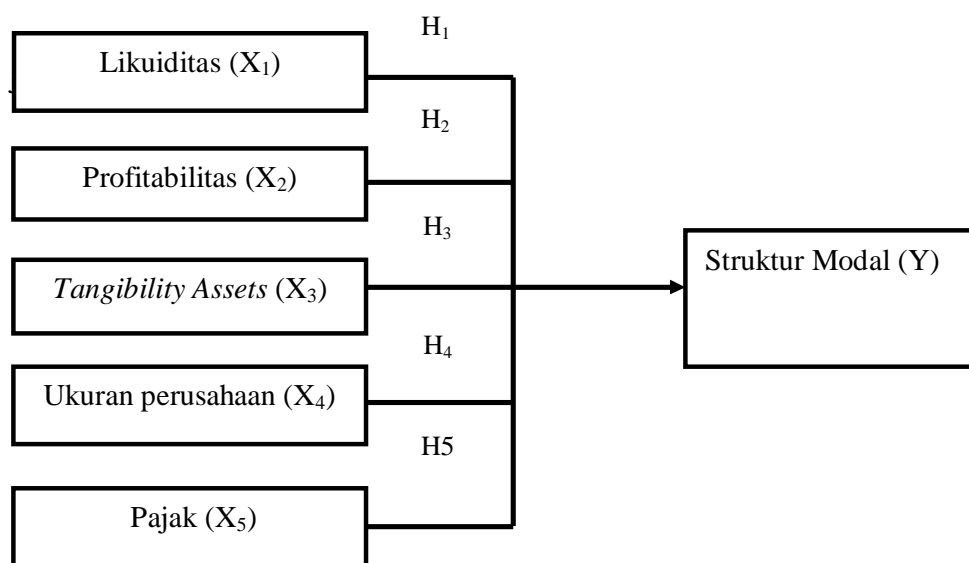 H₁
Likuiditas (X₁)
H₂
Profitabilitas (X₂)
H₃
Struktur Modal (Y)
Tangibility Assets (X₃)
H₄
Ukuran perusahaan (X₄)
H5
Pajak (X₅)